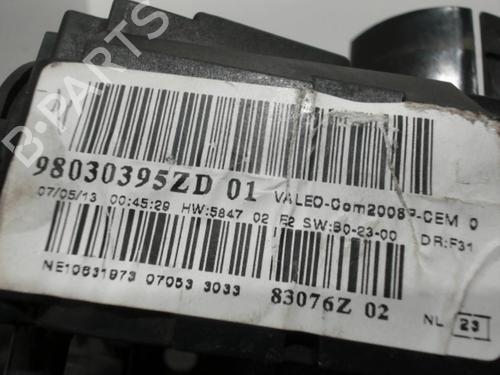 B-PARTS
98030395ZD 01 VALEO-Com2008P-CEM 0
07/05/13 00:45:29 HW:5847 02 E2 SW:B0-23-00 DR:F31
NE10631973 07053 3033
83076Z 02
NL 23